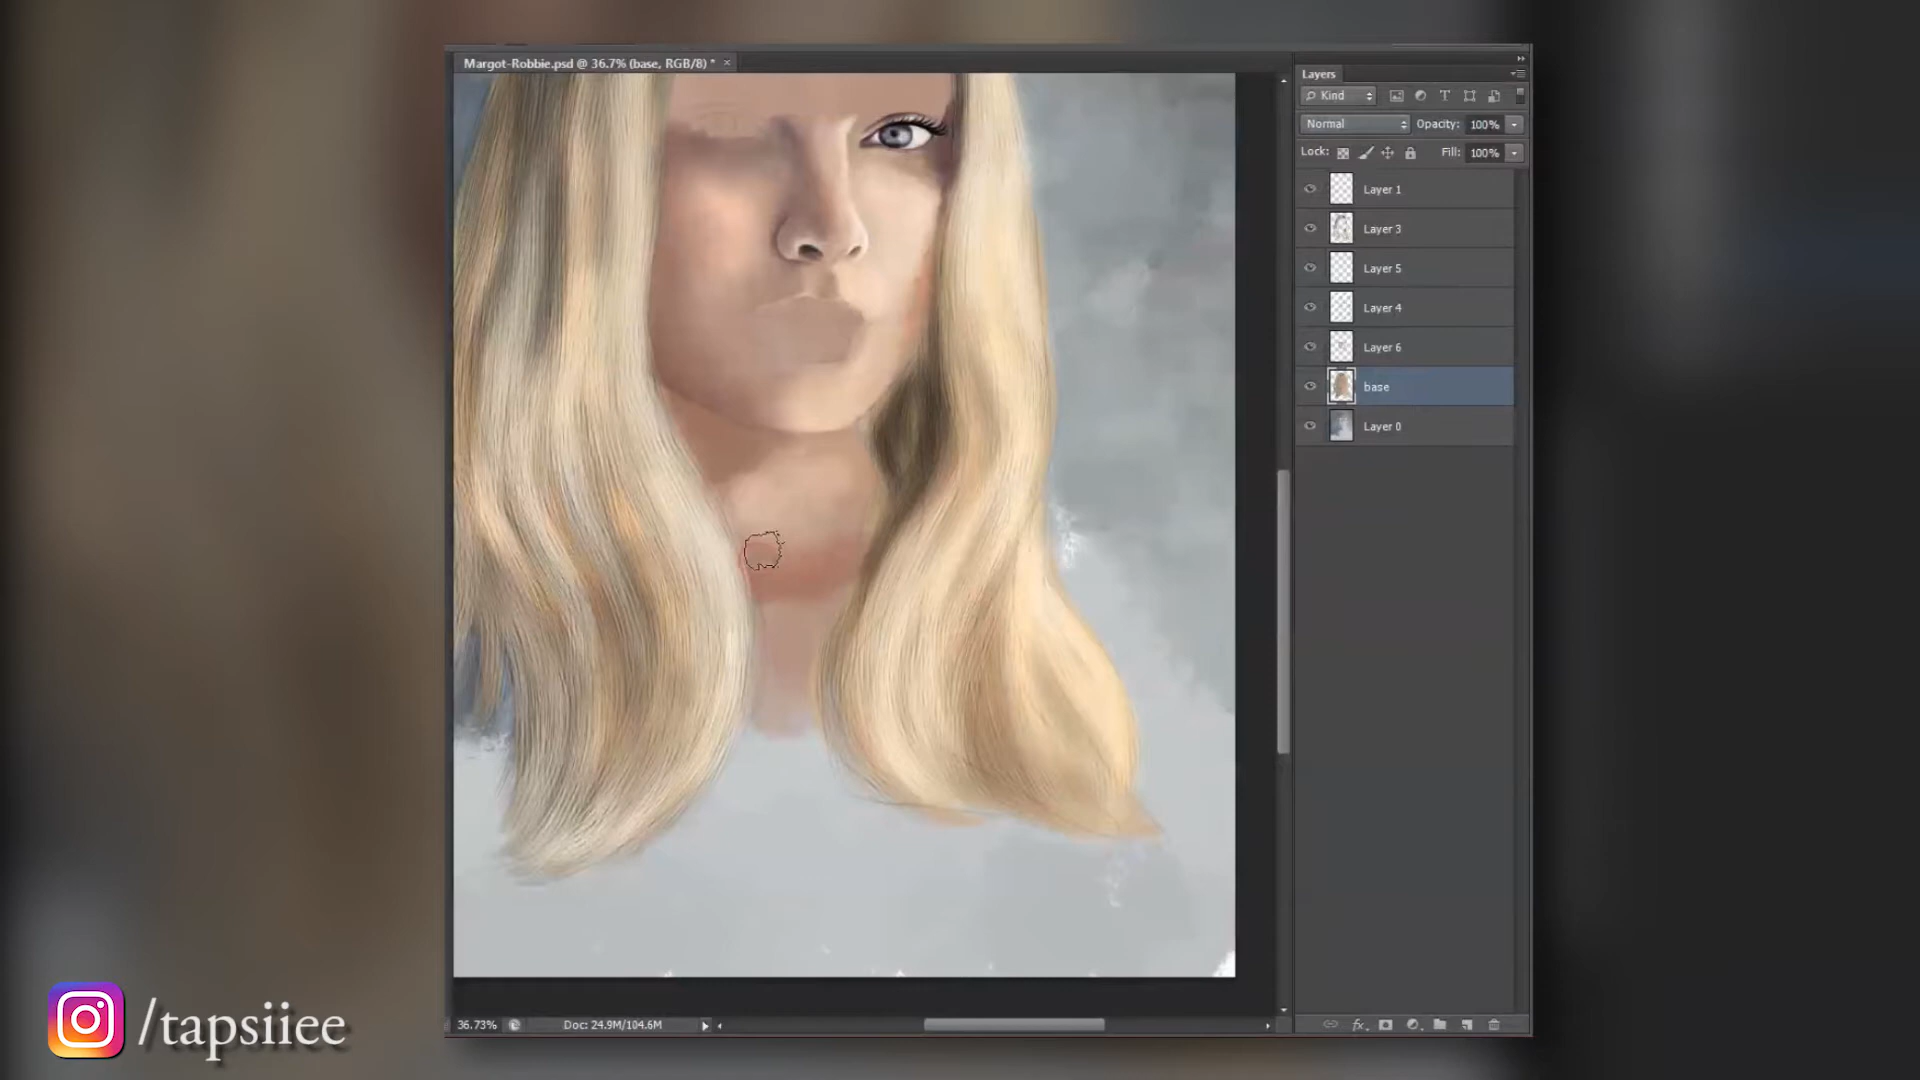 Margot-Robbie.psd @ 36.7% (base, RGB/8) * ×
Layers
Kind
Normal
Opacity: 100%
Lock:
Fill: 100%
Layer 1
Layer 3
Layer 5
Layer 4
Layer 6
base
Layer 0
36.73%
Doc: 24.9M/104.6M
fx
/tapsiiee